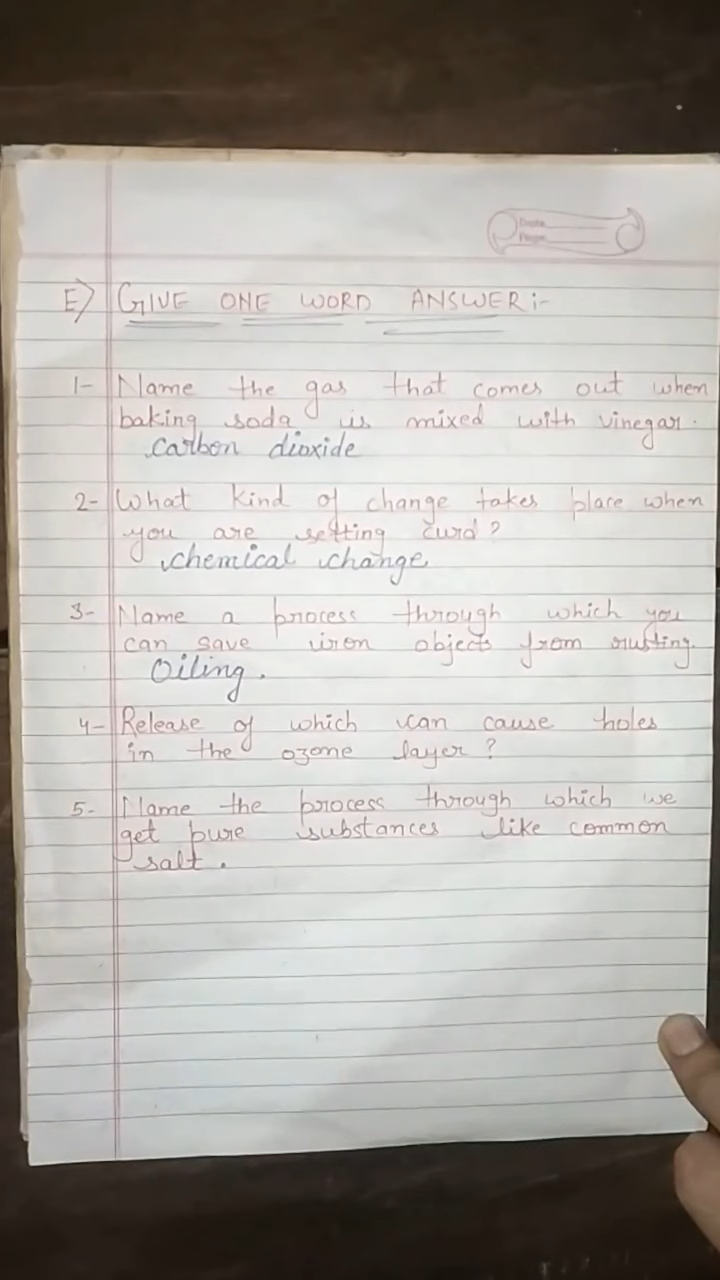 Date
Page
E) GIVE ONE WORD ANSWER:-
1- Name the gas that comes out when
baking soda is mixed with vinegar.
carbon dioxide
2- What kind of change takes place when
you are setting curd?
chemical change
3- Name a process through which you
can save iron objects from rusting.
Oiling.
4- Release of which can cause holes
in the ozone layer?
5- Name the process through which we
get pure substances like common
salt.